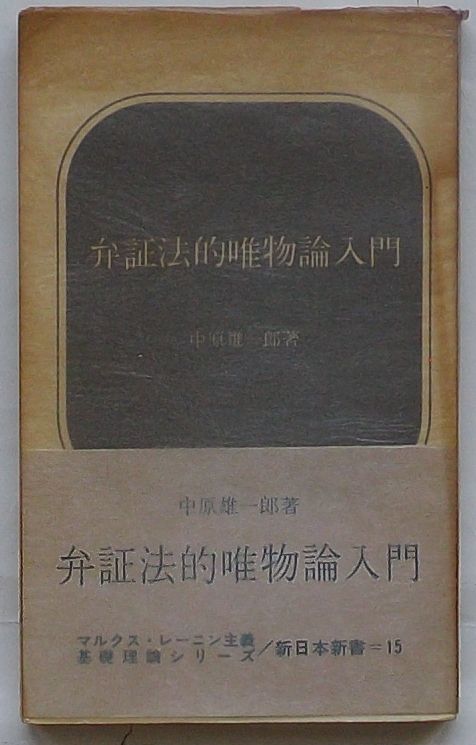 弁証法的唯物論入門
中原雄一郎著
中原雄一郎著
弁証法的唯物論入門
マルクス・レーニン主義
基礎理論シリーズ／新日本新書＝15